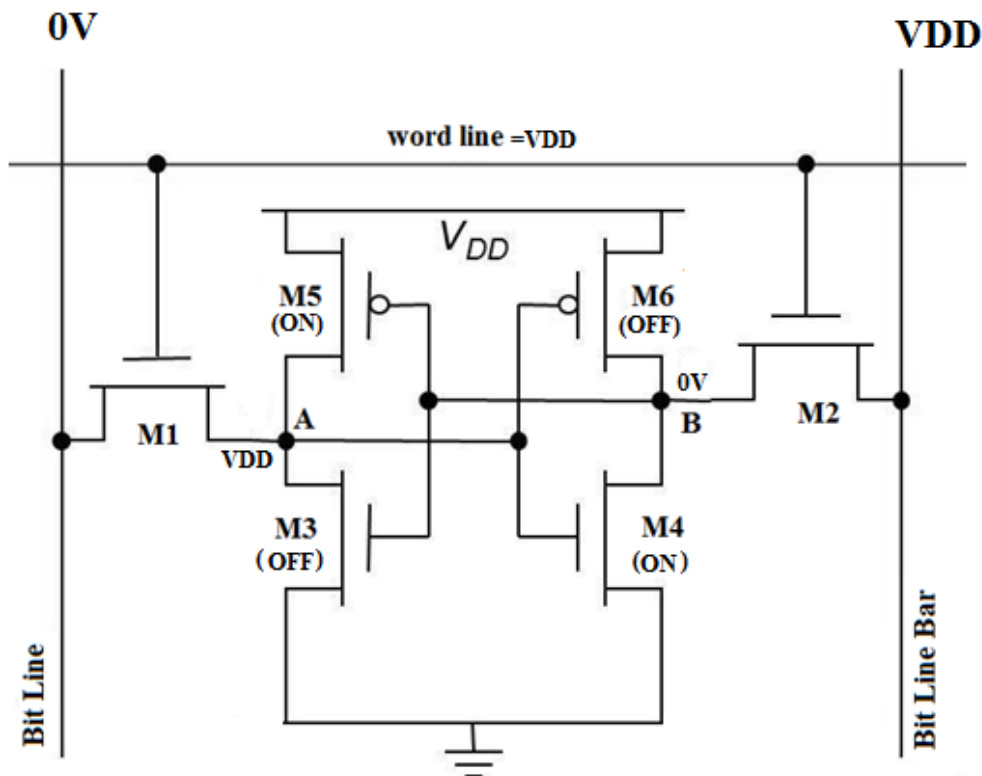 0V
VDD
word line =VDD
VDD
M5
(ON)
M6
(OFF)
M1
VDD
A
0V
B
M2
M3
(OFF)
M4
(ON)
Bit Line
Bit Line Bar